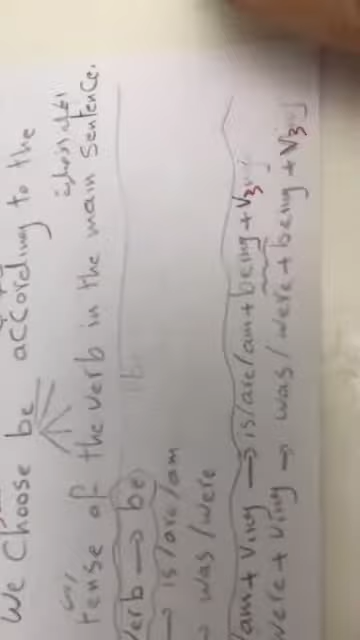 We choose be according to the
tense of the verb in the main sentence.
verb → be
→ is/are/am
was/were
am + Ving → is/are/am + being + V3
were + Ving → was/were + being + V3